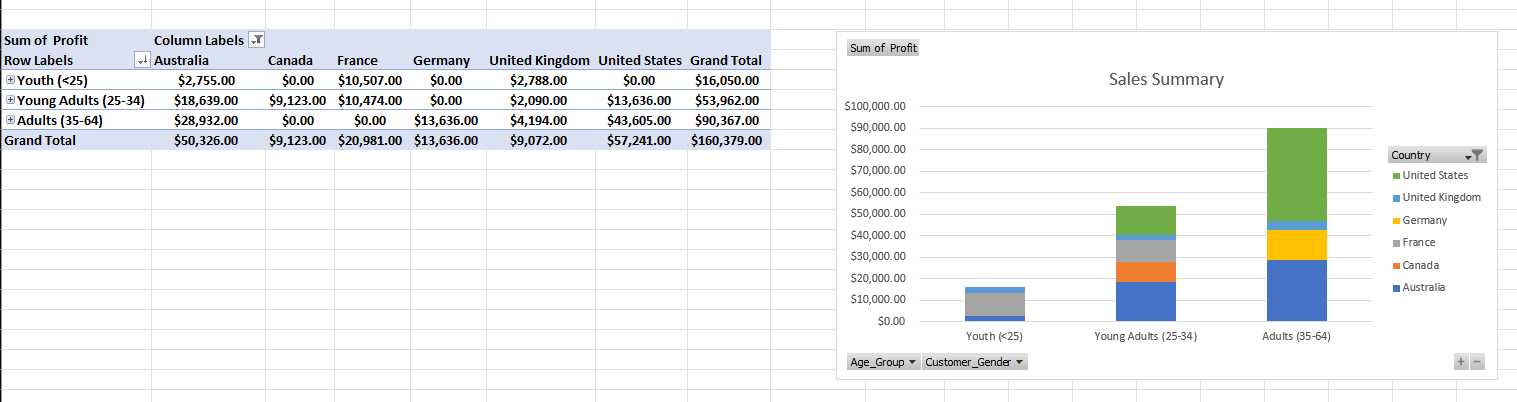 Sum of Profit Column Labels
Row Labels Australia Canada France Germany United Kingdom United States Grand Total
Youth (<25) $2,755.00 $0.00 $10,507.00 $0.00 $2,788.00 $0.00 $16,050.00
Young Adults (25-34) $18,639.00 $9,123.00 $10,474.00 $0.00 $2,090.00 $13,636.00 $53,962.00
Adults (35-64) $28,932.00 $0.00 $0.00 $13,636.00 $4,194.00 $43,605.00 $90,367.00
Grand Total $50,326.00 $9,123.00 $20,981.00 $13,636.00 $9,072.00 $57,241.00 $160,379.00
Sum of Profit
Sales Summary
$100,000.00
$90,000.00
$80,000.00
$70,000.00
$60,000.00
$50,000.00
$40,000.00
$30,000.00
$20,000.00
$10,000.00
$0.00
Youth (<25) Young Adults (25-34) Adults (35-64)
Country
United States
United Kingdom
Germany
France
Canada
Australia
Age_Group Customer_Gender